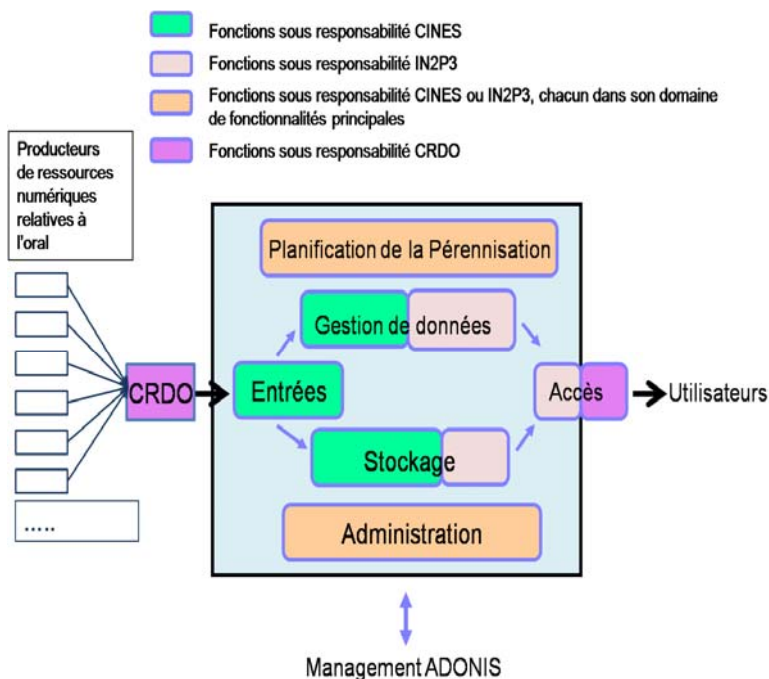 Fonctions sous responsabilité CINES
Fonctions sous responsabilité IN2P3
Fonctions sous responsabilité CINES ou IN2P3, chacun dans son domaine
de fonctionnalités principales
Fonctions sous responsabilité CRDO
Producteurs
de ressources
numériques
relatives à
l'oral
Planification de la Pérennisation
Gestion de données
CRDO
Entrées
Accès
Utilisateurs
Stockage
.....
Administration
Management ADONIS